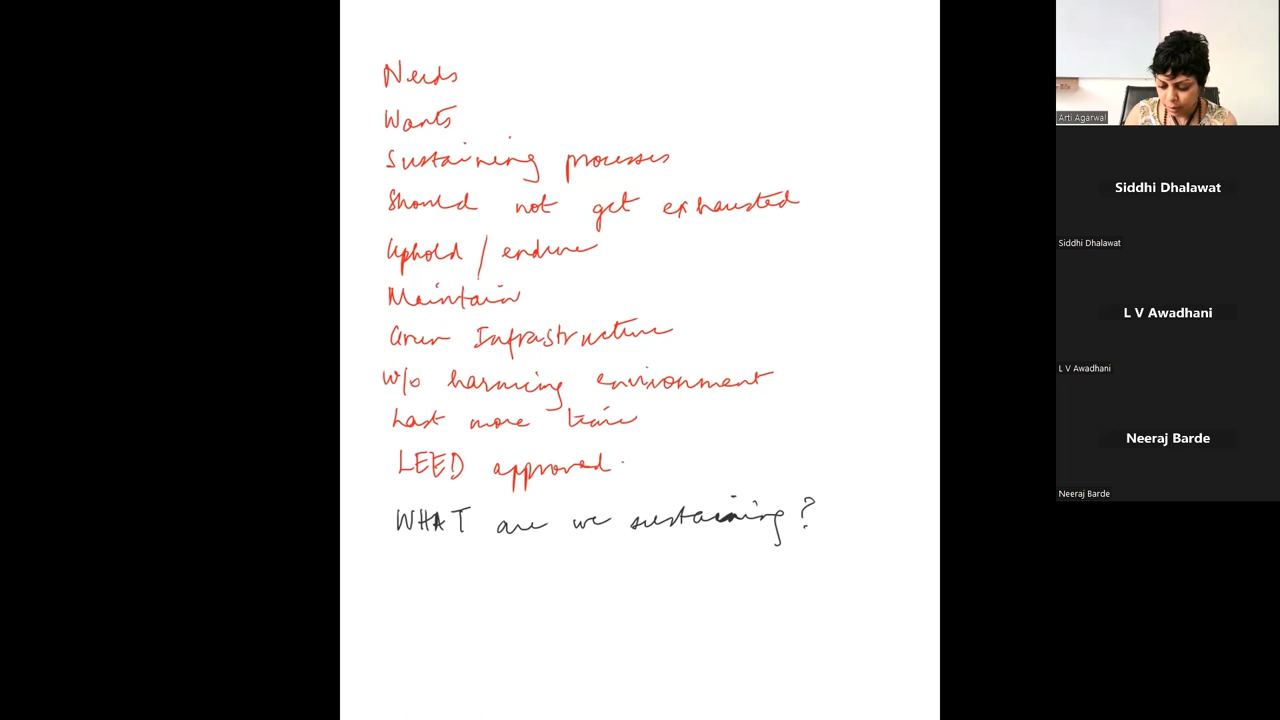 Needs
Wants
Sustaining processes
Should not get exhausted
Uphold / endure
Maintain
Green Infrastructure
w/o harming environment
Last more time
LEED approved.
WHAT are we sustaining?
Arti Agarwal
Siddhi Dhalawat
Siddhi Dhalawat
L V Awadhani
L V Awadhani
Neeraj Barde
Neeraj Barde